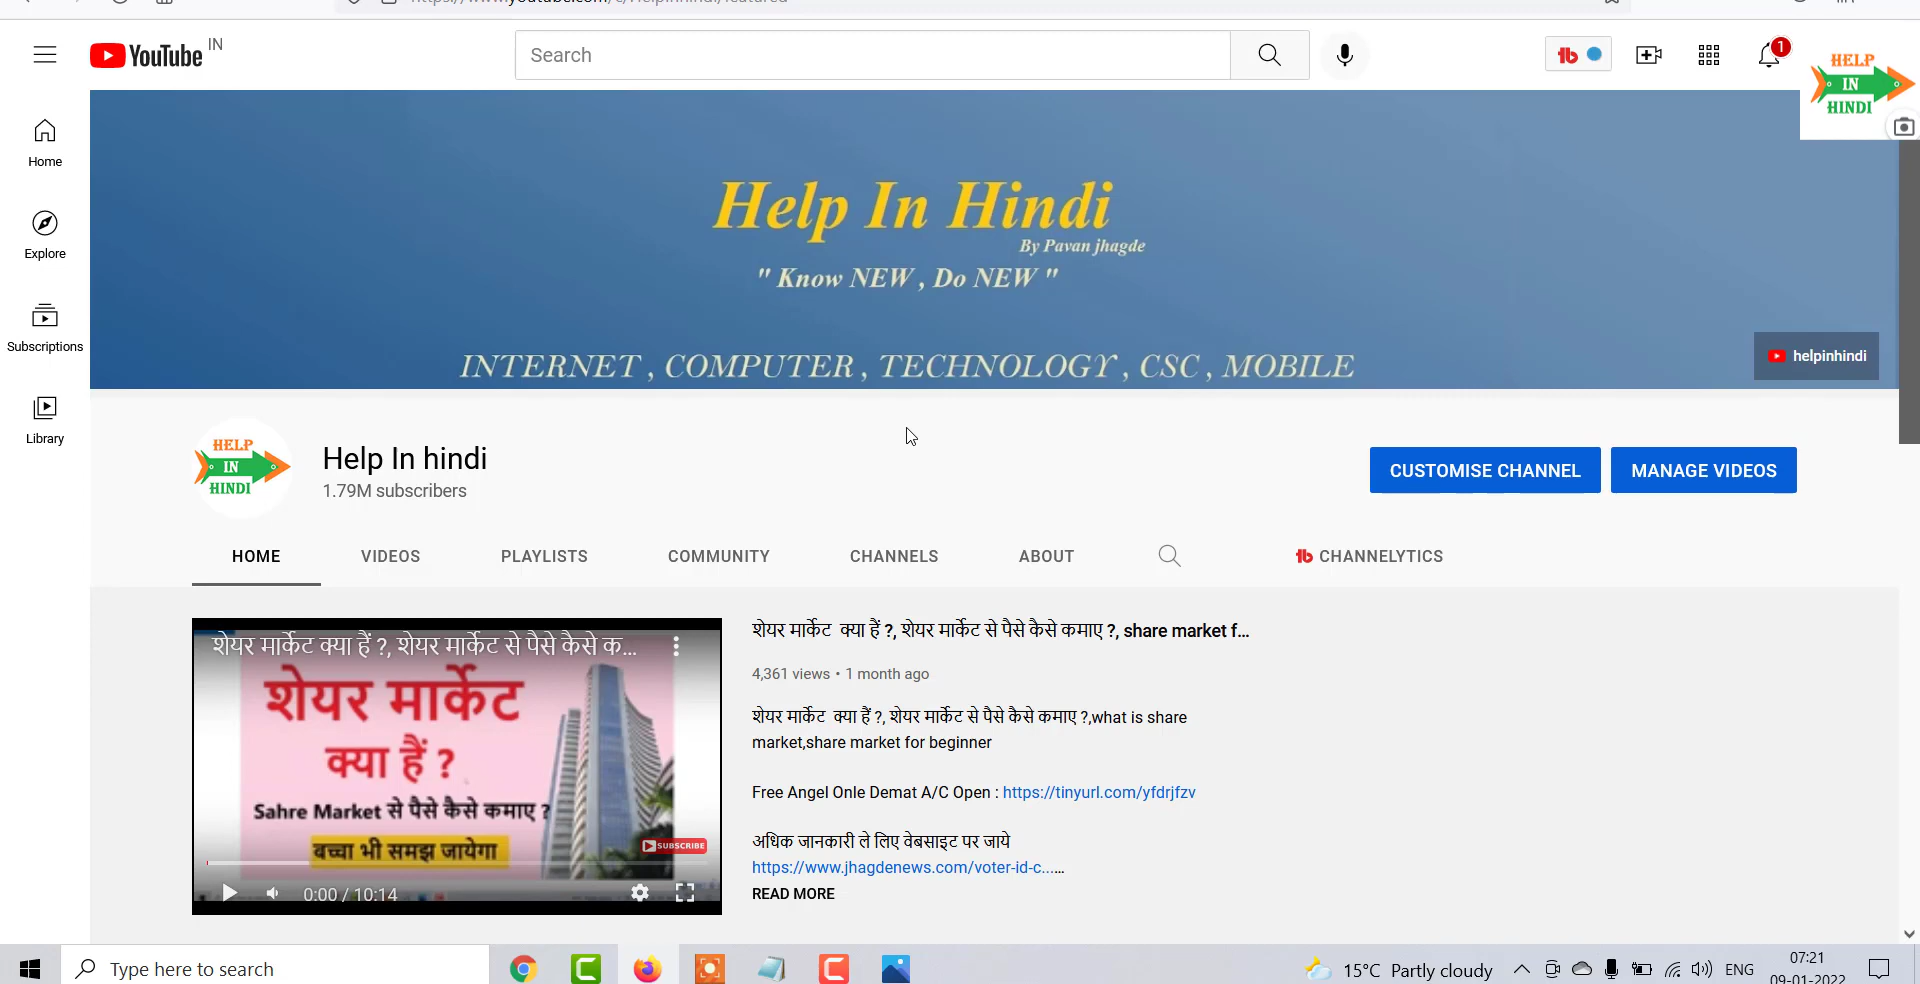 YouTube IN
Search
1
HELP
IN
HINDI
Home
Explore
Subscriptions
Library
Help In Hindi
By Pavan jhagde
" Know NEW , Do NEW "
INTERNET , COMPUTER , TECHNOLOGY , CSC , MOBILE
helpinhindi
HELP
IN
HINDI
Help In hindi
1.79M subscribers
CUSTOMISE CHANNEL
MANAGE VIDEOS
HOME VIDEOS PLAYLISTS COMMUNITY CHANNELS ABOUT CHANNELYTICS
शेयर मार्केट क्या हैं ?, शेयर मार्केट से पैसे कैसे क...
शेयर मार्केट
क्या हैं ?
Sahre Market से पैसे कैसे कमाए ?
बच्चा भी समझ जायेगा
SUBSCRIBE
0:00 / 10:14
शेयर मार्केट क्या हैं ?, शेयर मार्केट से पैसे कैसे कमाए ?, share market f...
4,361 views • 1 month ago
शेयर मार्केट क्या हैं ?, शेयर मार्केट से पैसे कैसे कमाए ?,what is share
market,share market for beginner
Free Angel Onle Demat A/C Open : https://tinyurl.com/yfdrjfzv
अधिक जानकारी ले लिए वेबसाइट पर जाये
https://www.jhagdenews.com/voter-id-c......
READ MORE
Type here to search
15°C Partly cloudy
ENG
07:21
09-01-2022